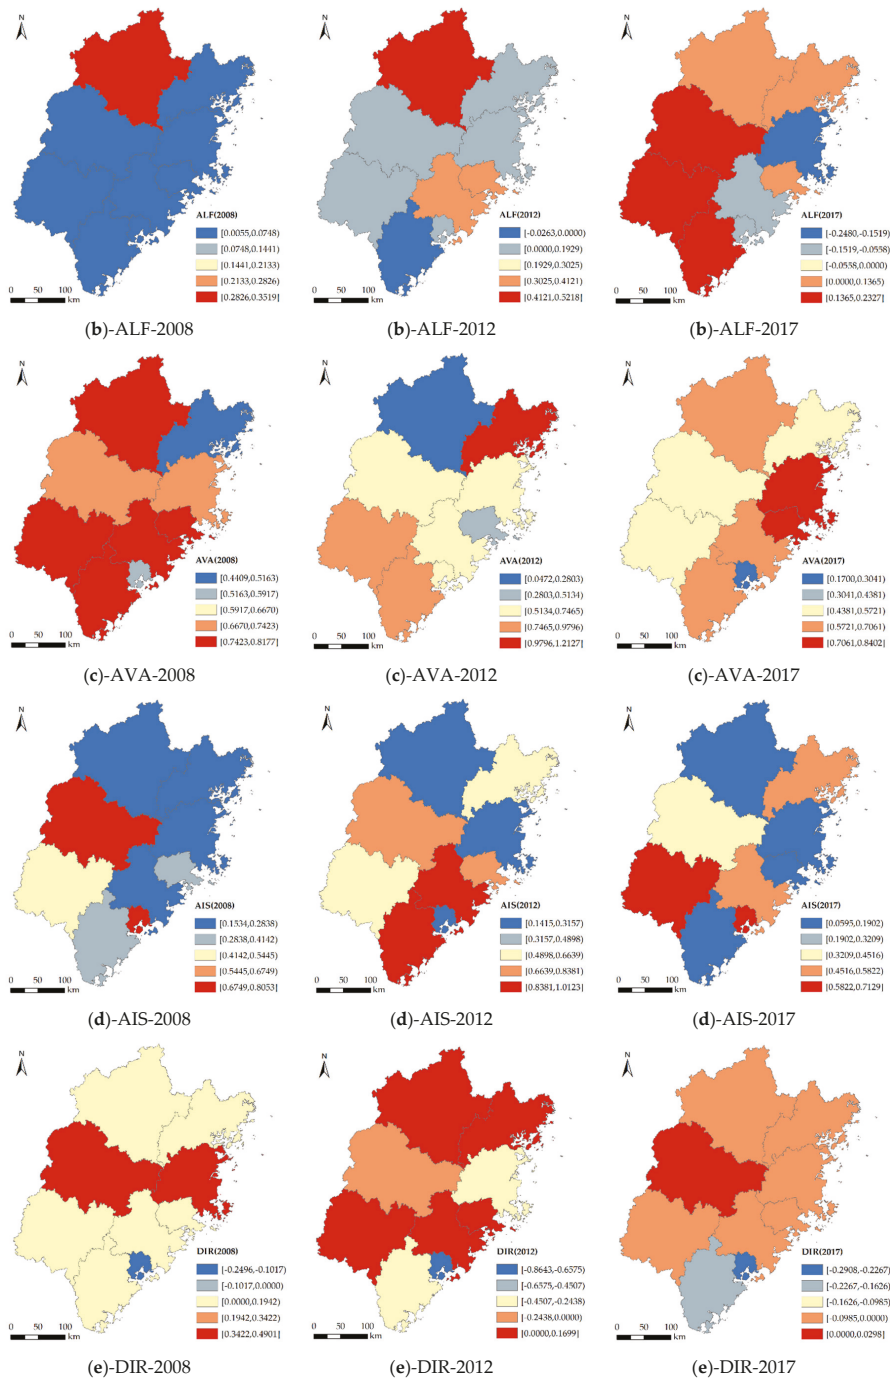 N
N
N
ALF(2008)
[0.0055,0.0748)
[0.0748,0.1441)
[0.1441,0.2133)
[0.2133,0.2826)
[0.2826,0.3519]
0 50 100
km
ALF(2012)
[-0.0263,0.0000)
[0.0000,0.1929)
[0.1929,0.3025)
[0.3025,0.4121)
[0.4121,0.5218]
0 50 100
km
ALF(2017)
[-0.2480,-0.1519)
[-0.1519,-0.0558)
[-0.0558,0.0000)
[0.0000,0.1365)
[0.1365,0.2327]
0 50 100
km
(b)-ALF-2008
(b)-ALF-2012
(b)-ALF-2017
N
N
N
AVA(2008)
[0.4409,0.5163)
[0.5163,0.5917)
[0.5917,0.6670)
[0.6670,0.7423)
[0.7423,0.8177]
0 50 100
km
AVA(2012)
[0.0472,0.2803)
[0.2803,0.5134)
[0.5134,0.7465)
[0.7465,0.9796)
[0.9796,1.2127]
0 50 100
km
AVA(2017)
[0.1700,0.3041)
[0.3041,0.4381)
[0.4381,0.5721)
[0.5721,0.7061)
[0.7061,0.8402]
0 50 100
km
(c)-AVA-2008
(c)-AVA-2012
(c)-AVA-2017
N
N
N
AIS(2008)
[0.1534,0.2838)
[0.2838,0.4142)
[0.4142,0.5445)
[0.5445,0.6749)
[0.6749,0.8053]
0 50 100
km
AIS(2012)
[0.1415,0.3157)
[0.3157,0.4898)
[0.4898,0.6639)
[0.6639,0.8381)
[0.8381,1.0123]
0 50 100
km
AIS(2017)
[0.0595,0.1902)
[0.1902,0.3209)
[0.3209,0.4516)
[0.4516,0.5822)
[0.5822,0.7129]
0 50 100
km
(d)-AIS-2008
(d)-AIS-2012
(d)-AIS-2017
N
N
N
DIR(2008)
[-0.2496,-0.1017)
[-0.1017,0.0000)
[0.0000,0.1942)
[0.1942,0.3422)
[0.3422,0.4901]
0 50 100
km
DIR(2012)
[-0.8643,-0.6575)
[-0.6575,-0.4507)
[-0.4507,-0.2438)
[-0.2438,0.0000)
[0.0000,0.1699]
0 50 100
km
DIR(2017)
[-0.2908,-0.2267)
[-0.2267,-0.1626)
[-0.1626,-0.0985)
[-0.0985,0.0000)
[0.0000,0.0298]
0 50 100
km
(e)-DIR-2008
(e)-DIR-2012
(e)-DIR-2017